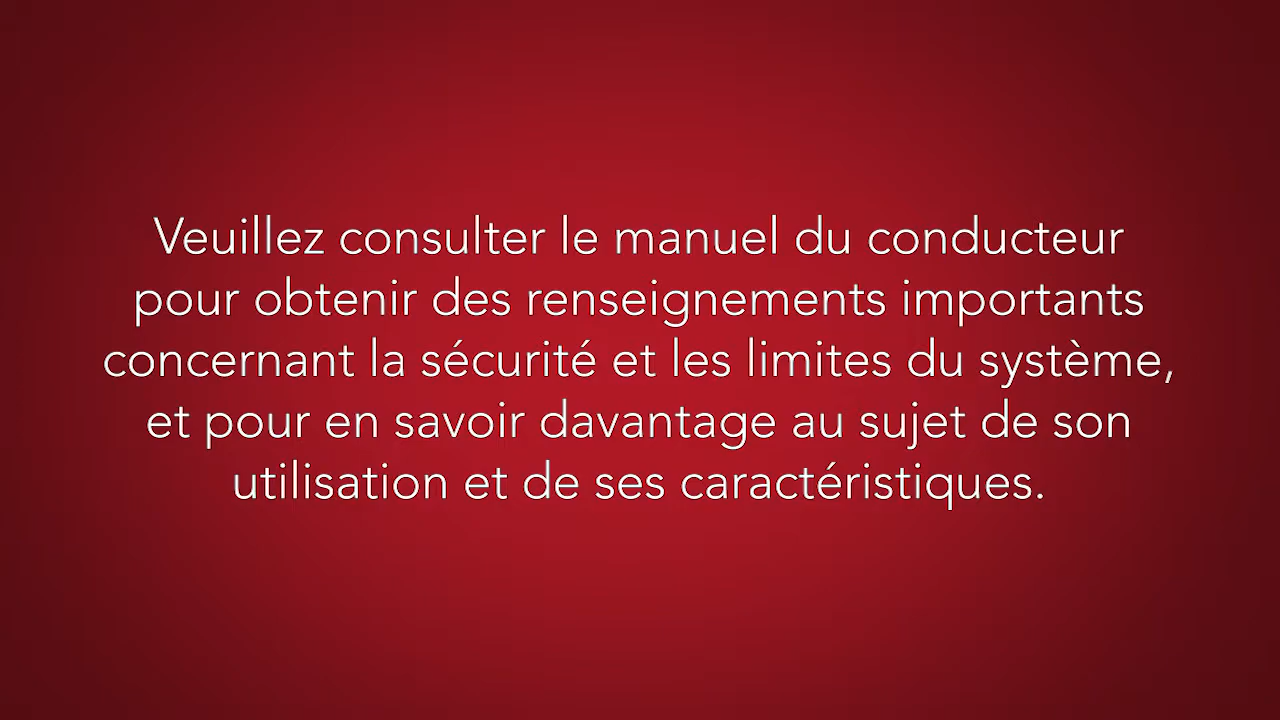 Veuillez consulter le manuel du conducteur
pour obtenir des renseignements importants
concernant la sécurité et les limites du système,
et pour en savoir davantage au sujet de son
utilisation et de ses caractéristiques.